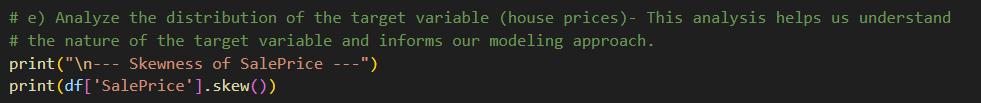 # e) Analyze the distribution of the target variable (house prices)- This analysis helps us understand
# the nature of the target variable and informs our modeling approach.
print("\n--- Skewness of SalePrice ---")
print(df['SalePrice'].skew())